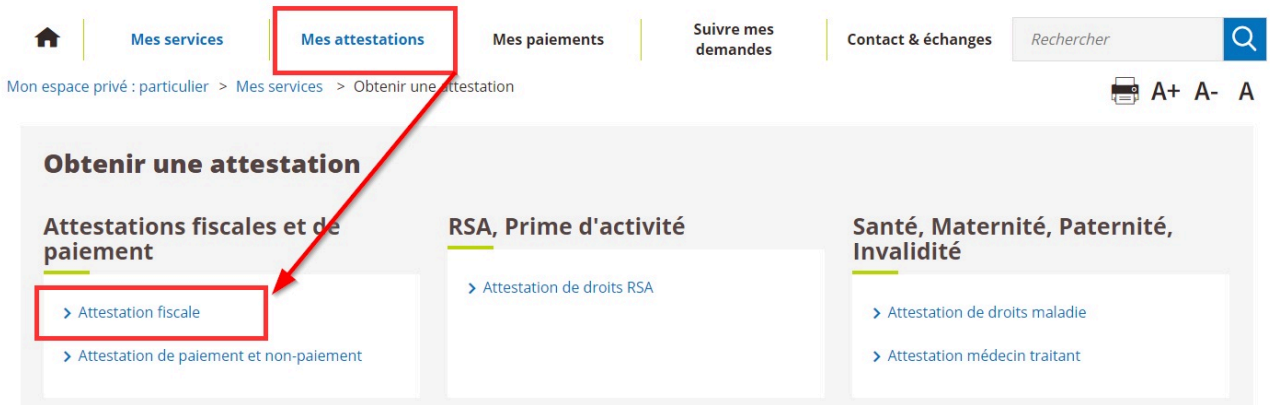 Mes services
Mes attestations
Mes paiements
Suivre mes
demandes
Contact & échanges
Rechercher
Mon espace privé : particulier > Mes services > Obtenir une attestation
A+ A- A
Obtenir une attestation
Attestations fiscales et de
paiement
> Attestation fiscale
> Attestation de paiement et non-paiement
RSA, Prime d'activité
> Attestation de droits RSA
Santé, Maternité, Paternité,
Invalidité
> Attestation de droits maladie
> Attestation médecin traitant